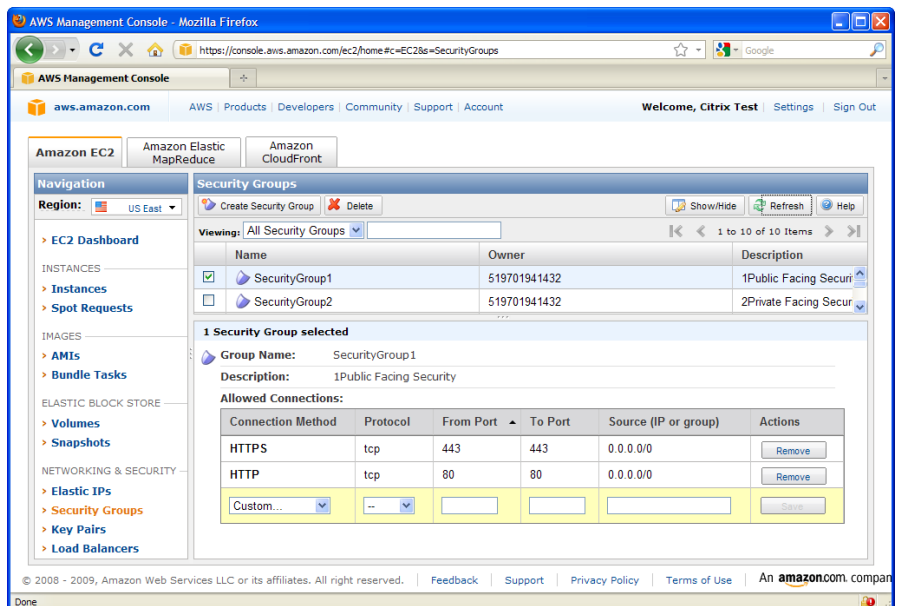 AWS Management Console - Mozilla Firefox
https://console.aws.amazon.com/ec2/home#c=EC2&s=SecurityGroups
Google
AWS Management Console
aws.amazon.com
AWS | Products | Developers | Community | Support | Account
Welcome, Citrix Test | Settings | Sign Out
Amazon EC2
Amazon Elastic
MapReduce
Amazon
CloudFront
Navigation
Region: US East
> EC2 Dashboard
INSTANCES
> Instances
> Spot Requests
IMAGES
> AMIs
> Bundle Tasks
ELASTIC BLOCK STORE
> Volumes
> Snapshots
NETWORKING & SECURITY
> Elastic IPs
> Security Groups
> Key Pairs
> Load Balancers
Security Groups
Create Security Group Delete Show/Hide Refresh Help
Viewing: All Security Groups 1 to 10 of 10 Items
Name Owner Description
SecurityGroup1 519701941432 1Public Facing Securit
SecurityGroup2 519701941432 2Private Facing Secur
1 Security Group selected
Group Name: SecurityGroup1
Description: 1Public Facing Security
Allowed Connections:
Connection Method Protocol From Port To Port Source (IP or group) Actions
HTTPS tcp 443 443 0.0.0.0/0 Remove
HTTP tcp 80 80 0.0.0.0/0 Remove
Custom... -- Save
© 2008 - 2009, Amazon Web Services LLC or its affiliates. All right reserved. | Feedback | Support | Privacy Policy | Terms of Use An amazon.com. compan
Done